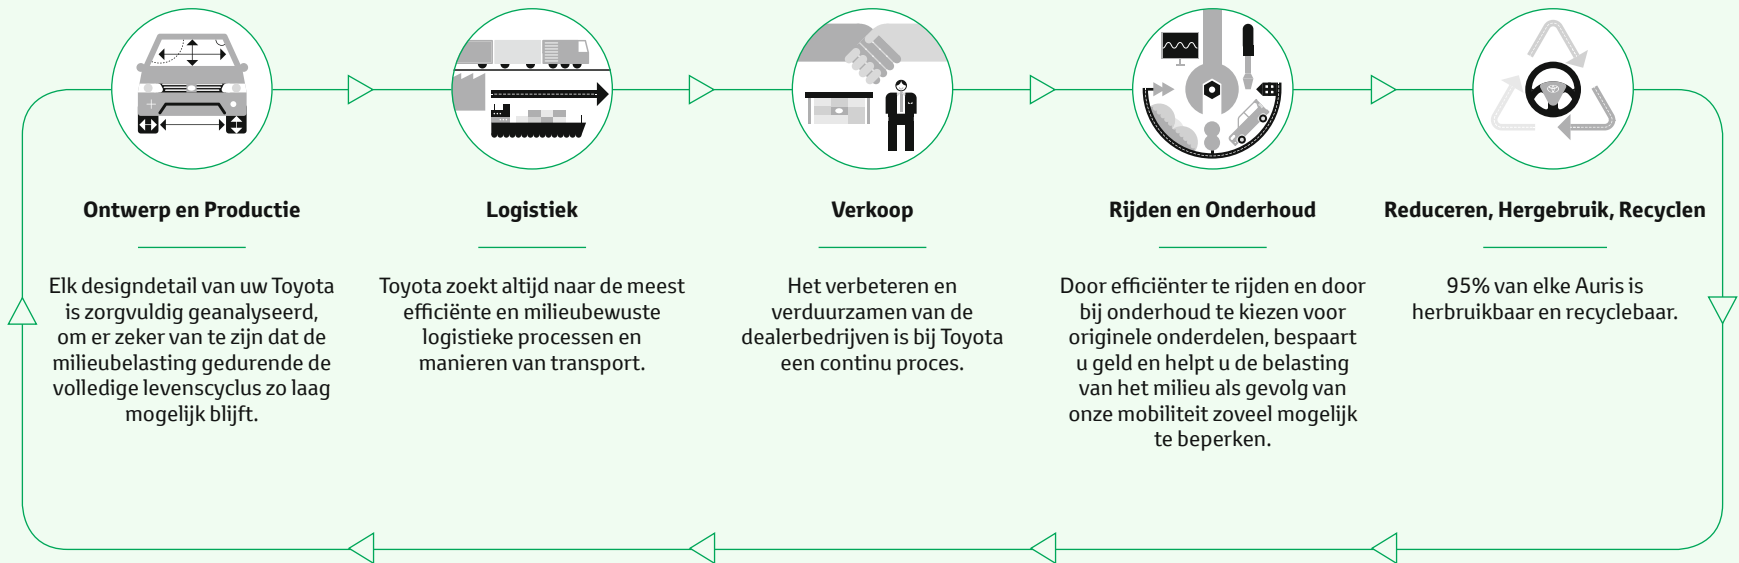 Ontwerp en Productie
Elk designdetail van uw Toyota
is zorgvuldig geanalyseerd,
om er zeker van te zijn dat de
milieubelasting gedurende de
volledige levenscyclus zo laag
mogelijk blijft.
Logistiek
Toyota zoekt altijd naar de meest
efficiënte en milieubewuste
logistieke processen en
manieren van transport.
Verkoop
Het verbeteren en
verduurzamen van de
dealerbedrijven is bij Toyota
een continu proces.
Rijden en Onderhoud
Door efficiënter te rijden en door
bij onderhoud te kiezen voor
originele onderdelen, bespaart
u geld en helpt u de belasting
van het milieu als gevolg van
onze mobiliteit zoveel mogelijk
te beperken.
Reduceren, Hergebruik, Recyclen
95% van elke Auris is
herbruikbaar en recyclebaar.